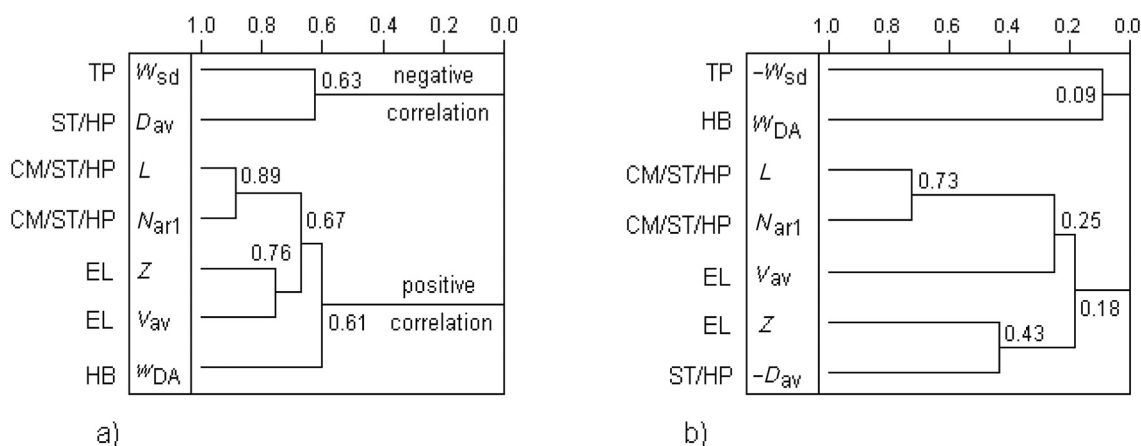 1.0 0.8 0.6 0.4 0.2 0.0
TP Wsd
0.63
negative
correlation
ST/HP Dav
CM/ST/HP L
0.89
CM/ST/HP Nar1
0.67
0.76
EL Z
positive
correlation
EL Vav
0.61
HB WDA
a)
1.0 0.8 0.6 0.4 0.2 0.0
TP -Wsd
0.09
HB WDA
CM/ST/HP L
0.73
CM/ST/HP Nar1
0.25
EL Vav
0.18
EL Z
0.43
ST/HP -Dav
b)